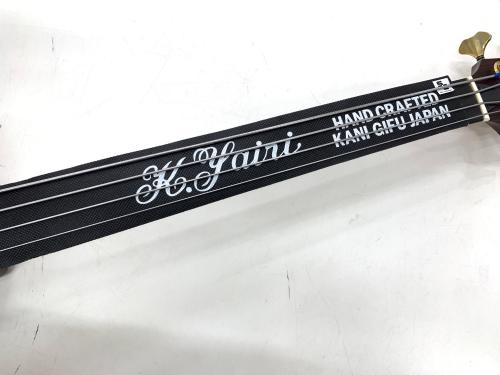 K.Yairi
HAND CRAFTED
KANI GIFU JAPAN